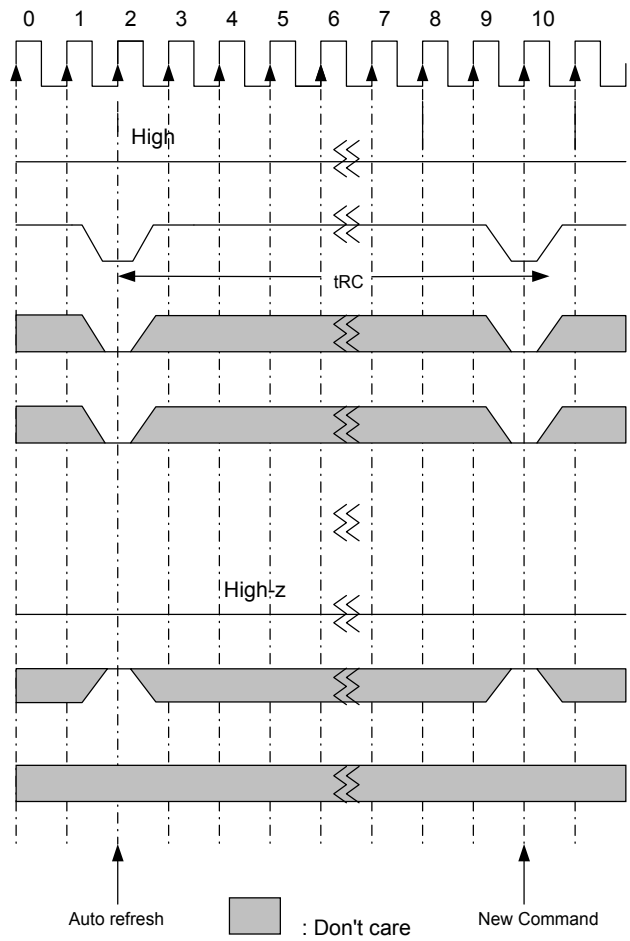 0 1 2 3 4 5 6 7 8 9 10
High
tRC
High-z
Auto refresh
: Don't care
New Command